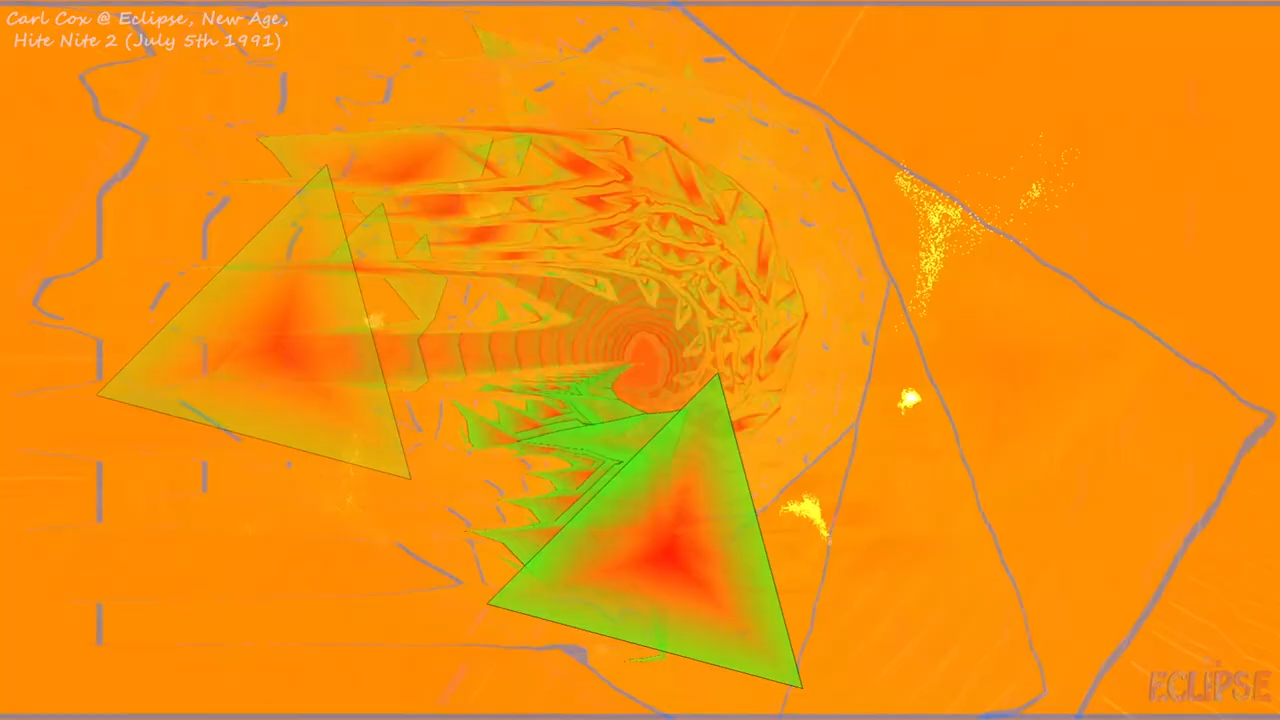 Carl Cox @ Eclipse, New Age,
Hite Nite 2 (July 5th 1991)
ECLIPSE